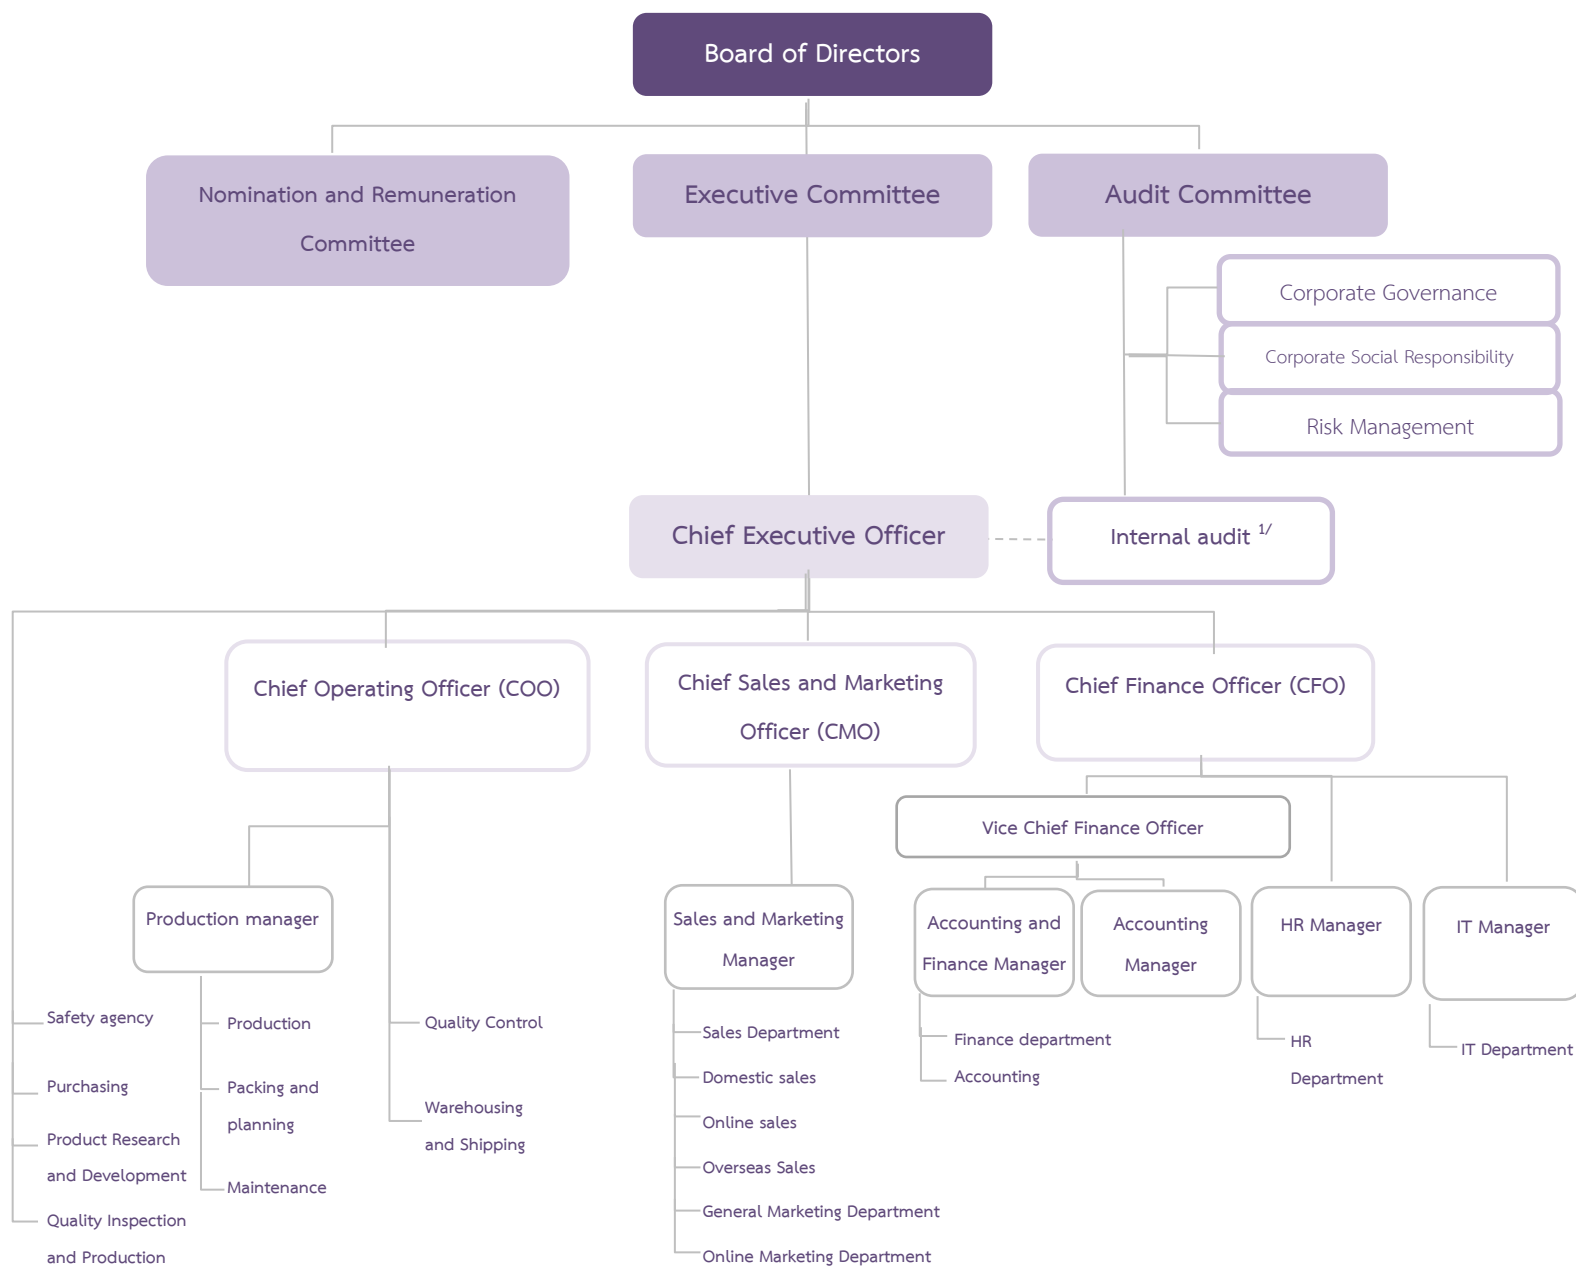 Board of Directors
Nomination and Remuneration
Committee
Executive Committee
Audit Committee
Corporate Governance
Corporate Social Responsibility
Risk Management
Chief Executive Officer
Internal audit 1/
Chief Operating Officer (COO)
Chief Sales and Marketing
Officer (CMO)
Chief Finance Officer (CFO)
Vice Chief Finance Officer
Production manager
Sales and Marketing
Manager
Accounting and
Finance Manager
Accounting
Manager
HR Manager
IT Manager
Safety agency
Purchasing
Product Research
and Development
Quality Inspection
and Production
Production
Packing and
planning
Maintenance
Quality Control
Warehousing
and Shipping
Sales Department
Domestic sales
Online sales
Overseas Sales
General Marketing Department
Online Marketing Department
Finance department
Accounting
HR
Department
IT Department